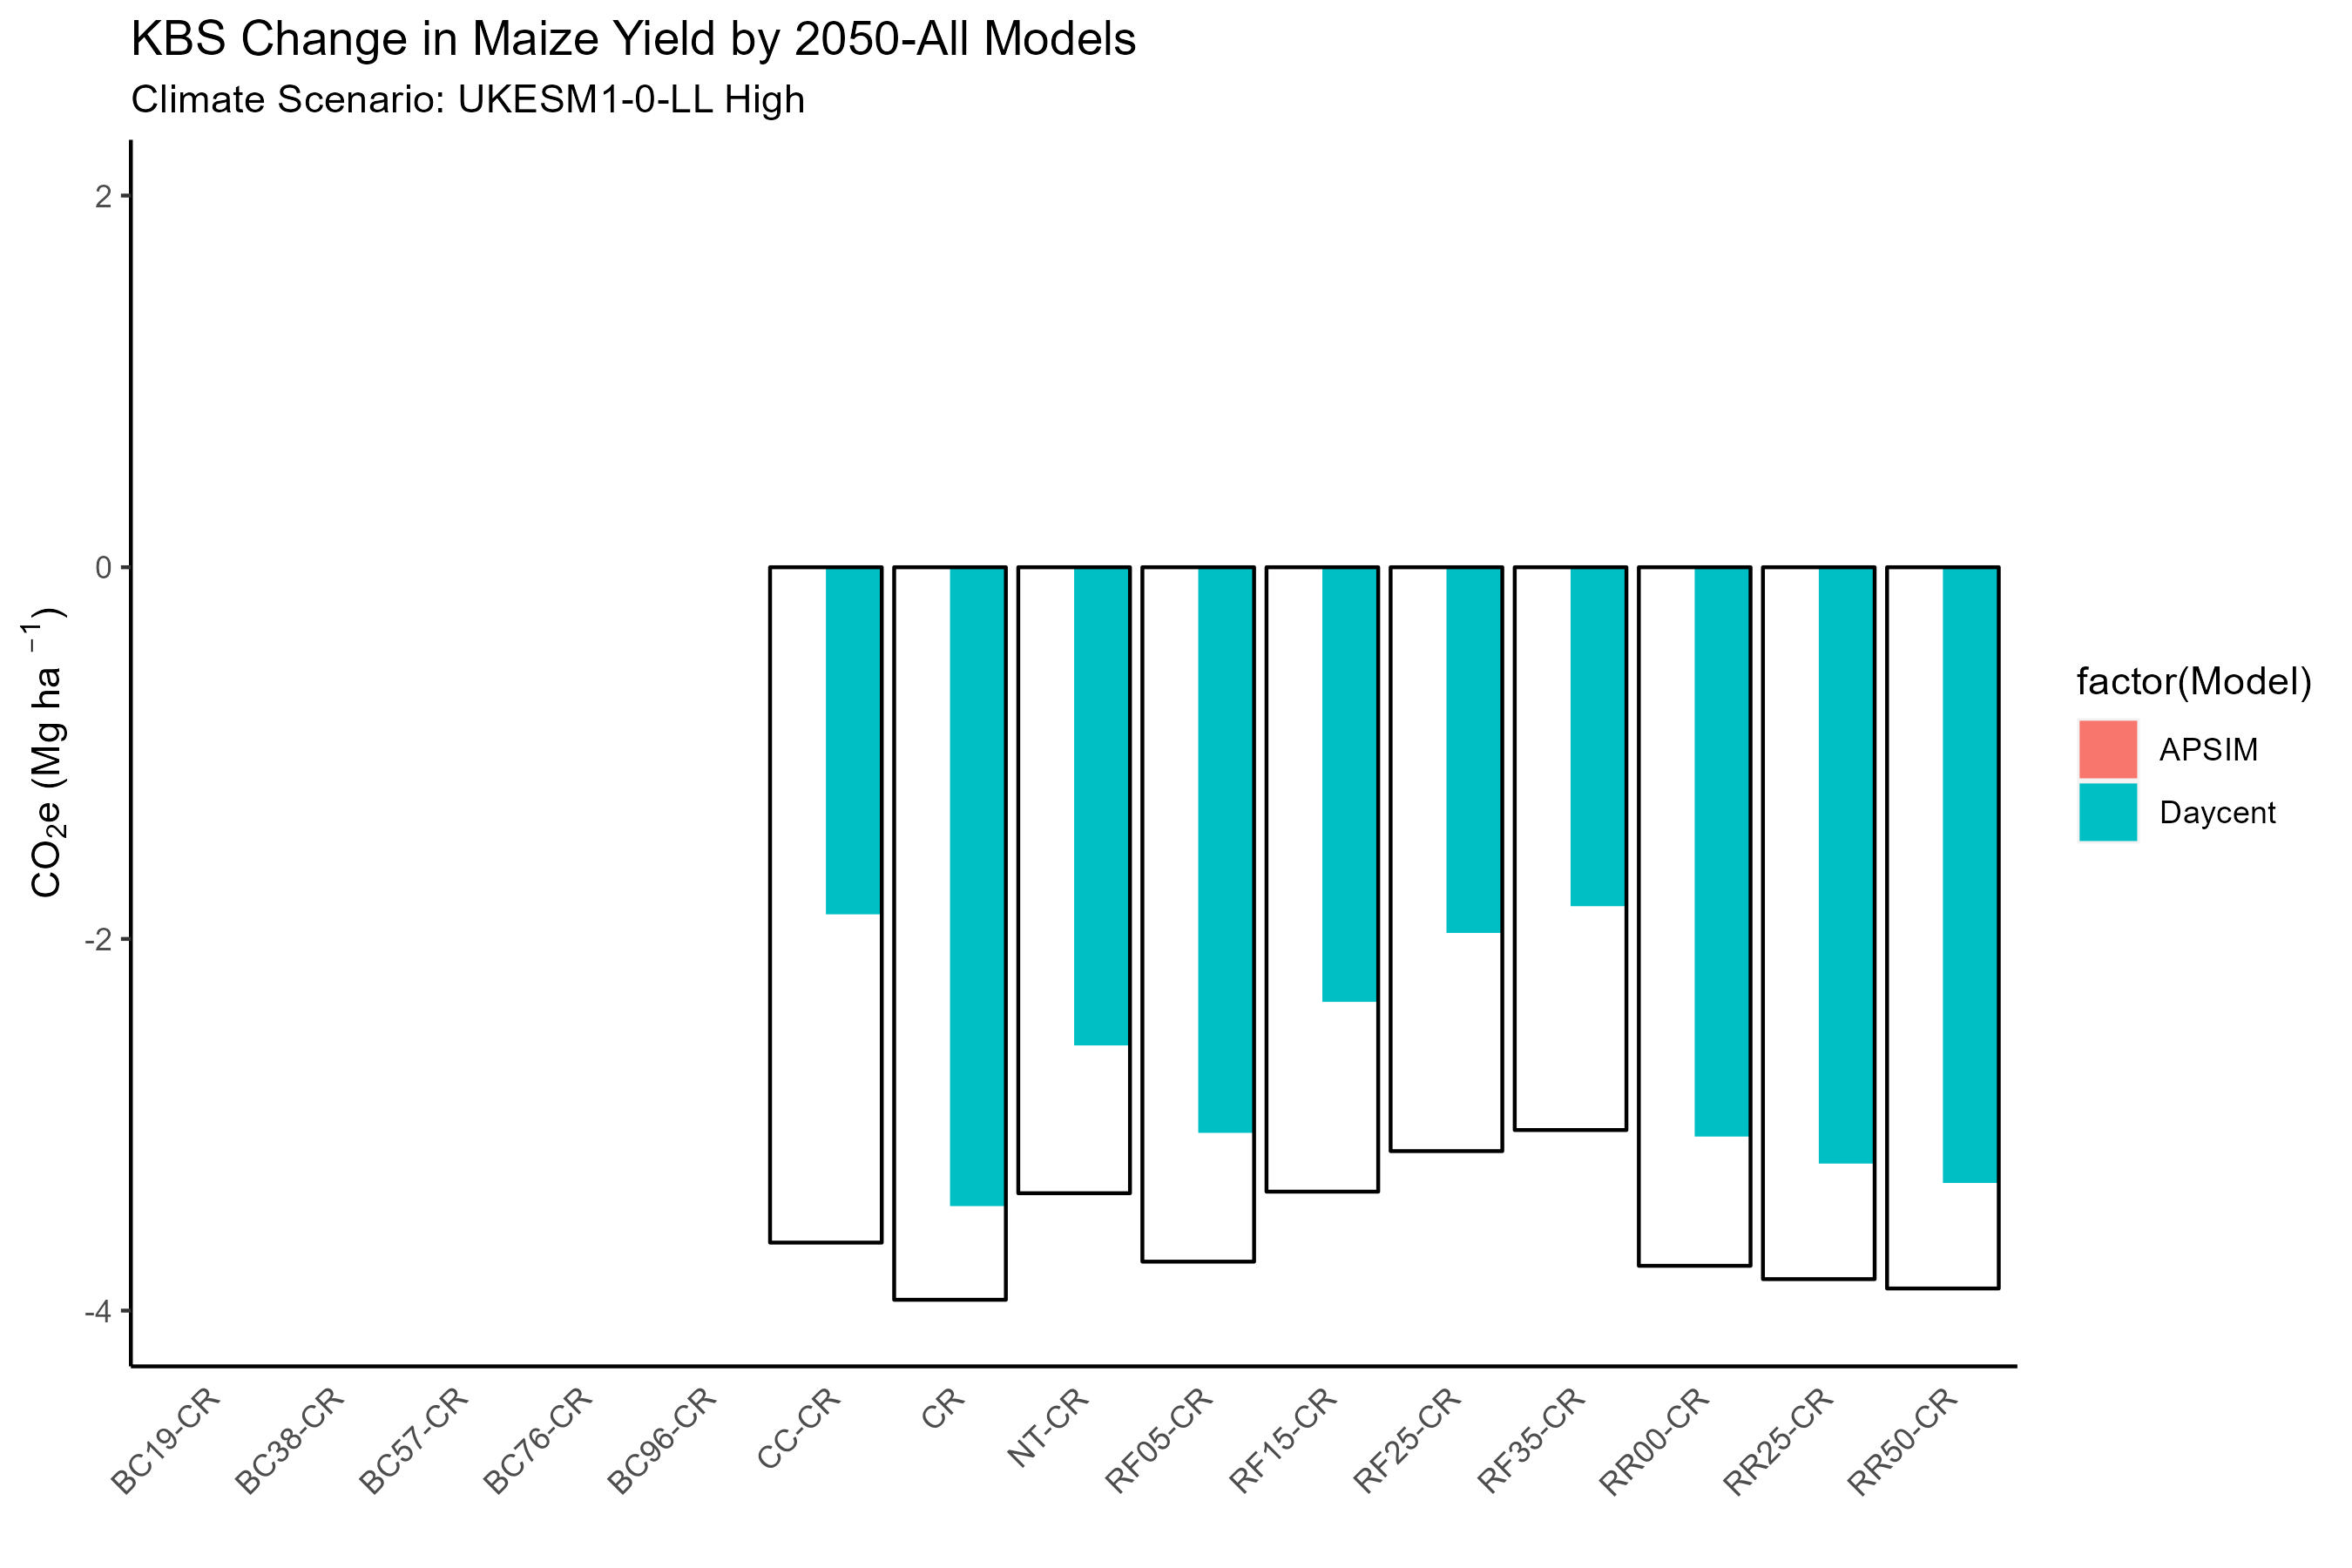 KBS Change in Maize Yield by 2050-All Models
Climate Scenario: UKESM1-0-LL High
2
0
-2
-4
CO₂e (Mg ha ⁻¹)
BC19-CR
BC38-CR
BC57-CR
BC76-CR
BC96-CR
CC-CR
CR
NT-CR
RF05-CR
RF15-CR
RF25-CR
RF35-CR
RR00-CR
RR25-CR
RR50-CR
factor(Model)
APSIM
Daycent